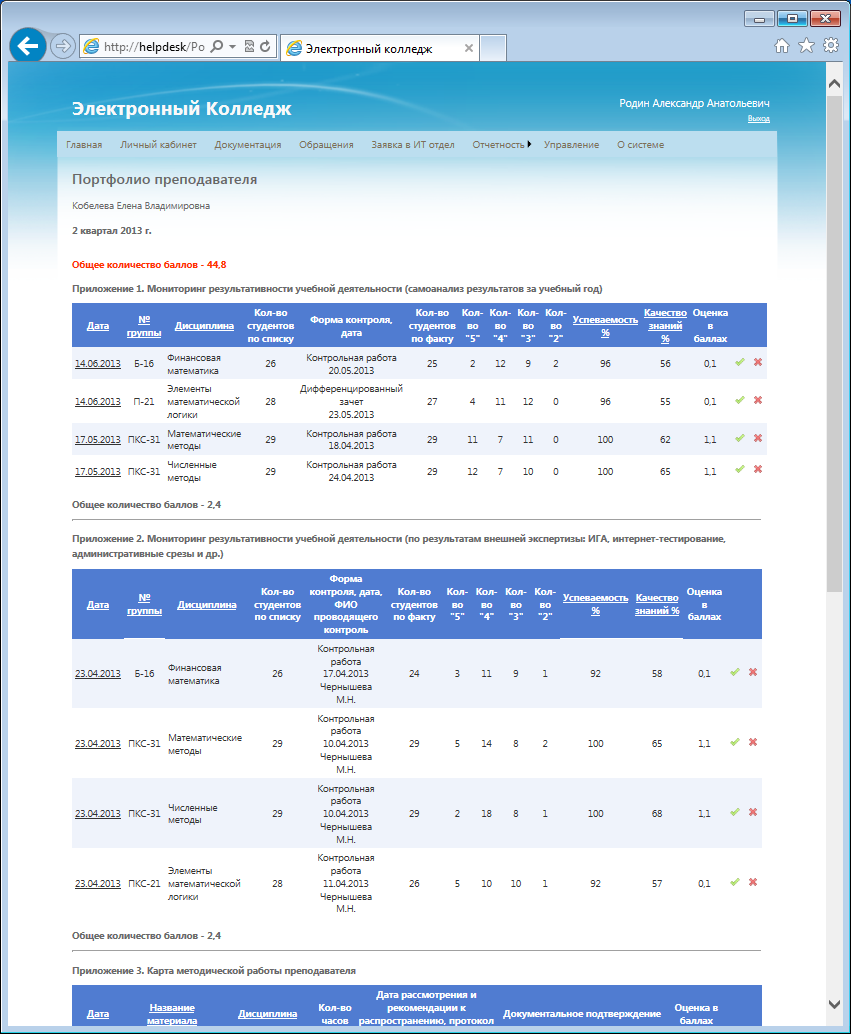 http://helpdesk/Po
Электронный колледж
Электронный Колледж
Родин Александр Анатольевич
Выход
Главная Личный кабинет Документация Обращения Заявка в ИТ отдел Отчетность Управление О системе
Портфолио преподавателя
Кобелева Елена Владимировна
2 квартал 2013 г.
Общее количество баллов - 44,8
Приложение 1. Мониторинг результативности учебной деятельности (самоанализ результатов за учебный год)
Дата № группы Дисциплина Кол-во студентов по списку Форма контроля, дата Кол-во студентов по факту Кол-во "5" Кол-во "4" Кол-во "3" Кол-во "2" Успеваемость % Качество знаний % Оценка в баллах
14.06.2013 Б-16 Финансовая математика 26 Контрольная работа 20.05.2013 25 2 12 9 2 96 56 0,1
14.06.2013 П-21 Элементы математической логики 28 Дифференцированный зачет 23.05.2013 27 4 11 12 0 96 55 0,1
17.05.2013 ПКС-31 Математические методы 29 Контрольная работа 18.04.2013 29 11 7 11 0 100 62 1,1
17.05.2013 ПКС-31 Численные методы 29 Контрольная работа 24.04.2013 29 12 7 10 0 100 65 1,1
Общее количество баллов - 2,4
Приложение 2. Мониторинг результативности учебной деятельности (по результатам внешней экспертизы: ИГА, интернет-тестирование,
административные срезы и др.)
Дата № группы Дисциплина Кол-во студентов по списку Форма контроля, дата, ФИО проводящего контроль Кол-во студентов по факту Кол-во "5" Кол-во "4" Кол-во "3" Кол-во "2" Успеваемость % Качество знаний % Оценка в баллах
23.04.2013 Б-16 Финансовая математика 26 Контрольная работа 17.04.2013 Чернышева М.Н. 24 3 11 9 1 92 58 0,1
23.04.2013 ПКС-31 Математические методы 29 Контрольная работа 10.04.2013 Чернышева М.Н. 29 5 14 8 2 100 65 1,1
23.04.2013 ПКС-31 Численные методы 29 Контрольная работа 10.04.2013 Чернышева М.Н. 29 2 18 8 1 100 68 1,1
23.04.2013 ПКС-21 Элементы математической логики 28 Контрольная работа 11.04.2013 Чернышева М.Н. 26 5 10 10 1 92 57 0,1
Общее количество баллов - 2,4
Приложение 3. Карта методической работы преподавателя
Дата Название материала Дисциплина Кол-во часов Дата рассмотрения и рекомендации к распространению, протокол Документальное подтверждение Оценка в баллах